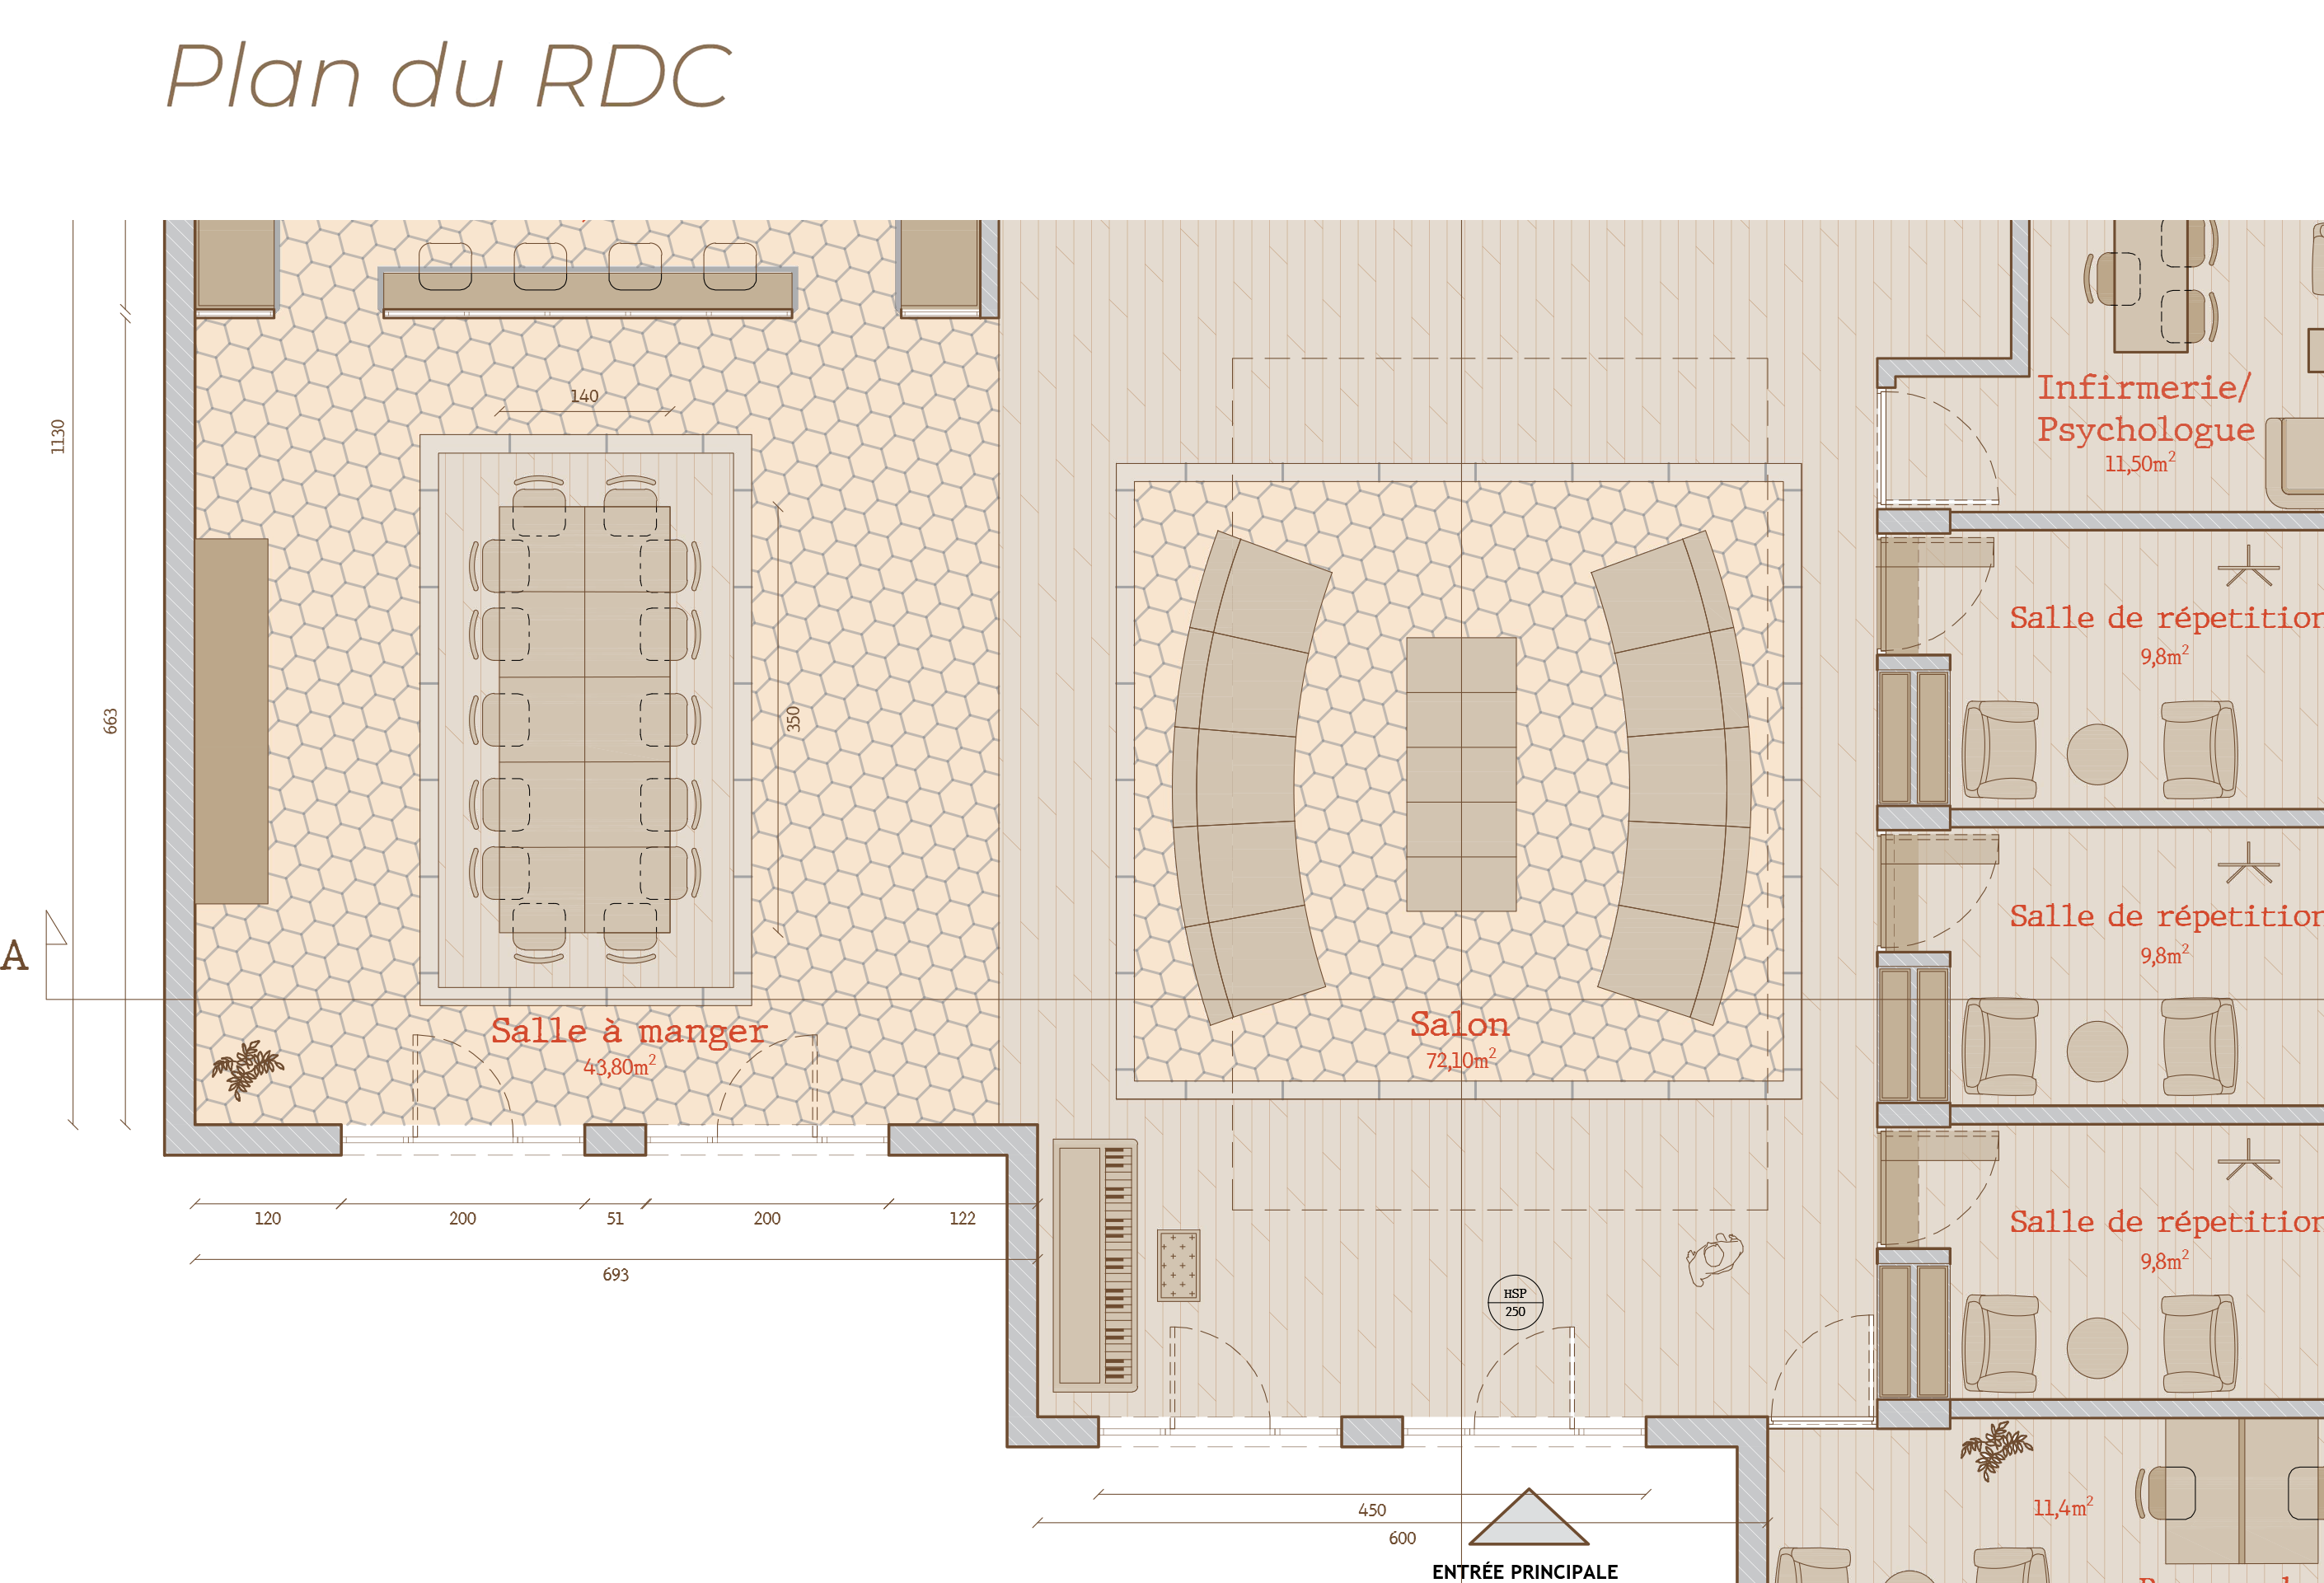 Plan du RDC
1130
663
140
350
Infirmerie/
Psychologue
11,50m²
Salle de répetition
9,8m²
Salle de répetition
9,8m²
A
Salle à manger
43,80m²
Salon
72,10m²
120
200
51
200
122
693
Salle de répetition
9,8m²
HSP
250
450
600
11,4m²
ENTRÉE PRINCIPALE